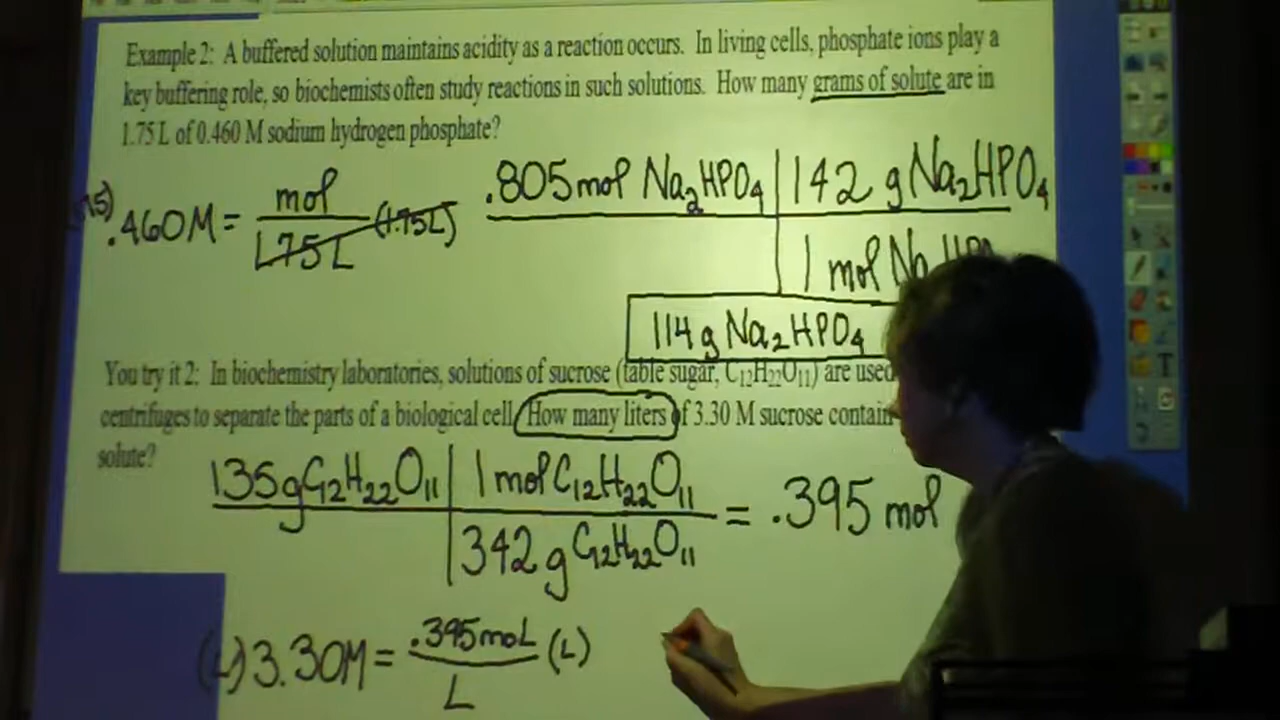 Example 2: A buffered solution maintains acidity as a reaction occurs. In living cells, phosphate ions play a
key buffering role, so biochemists often study reactions in such solutions. How many grams of solute are in
1.75 L of 0.460 M sodium hydrogen phosphate?
.460M = mol / 1.75 L (1.75L)
.805 mol Na₂HPO₄ | 142 g Na₂HPO₄
1 mol Na₂HPO
114 g Na₂HPO₄
You try it 2: In biochemistry laboratories, solutions of sucrose (table sugar, C₁₂H₂₂O₁₁) are used
centrifuges to separate the parts of a biological cell. How many liters of 3.30 M sucrose contain
solute?
135 g C₁₂H₂₂O₁₁ | 1 mol C₁₂H₂₂O₁₁
342 g C₁₂H₂₂O₁₁ = .395 mol
(L) 3.30M = .395 moL / L (L)
T